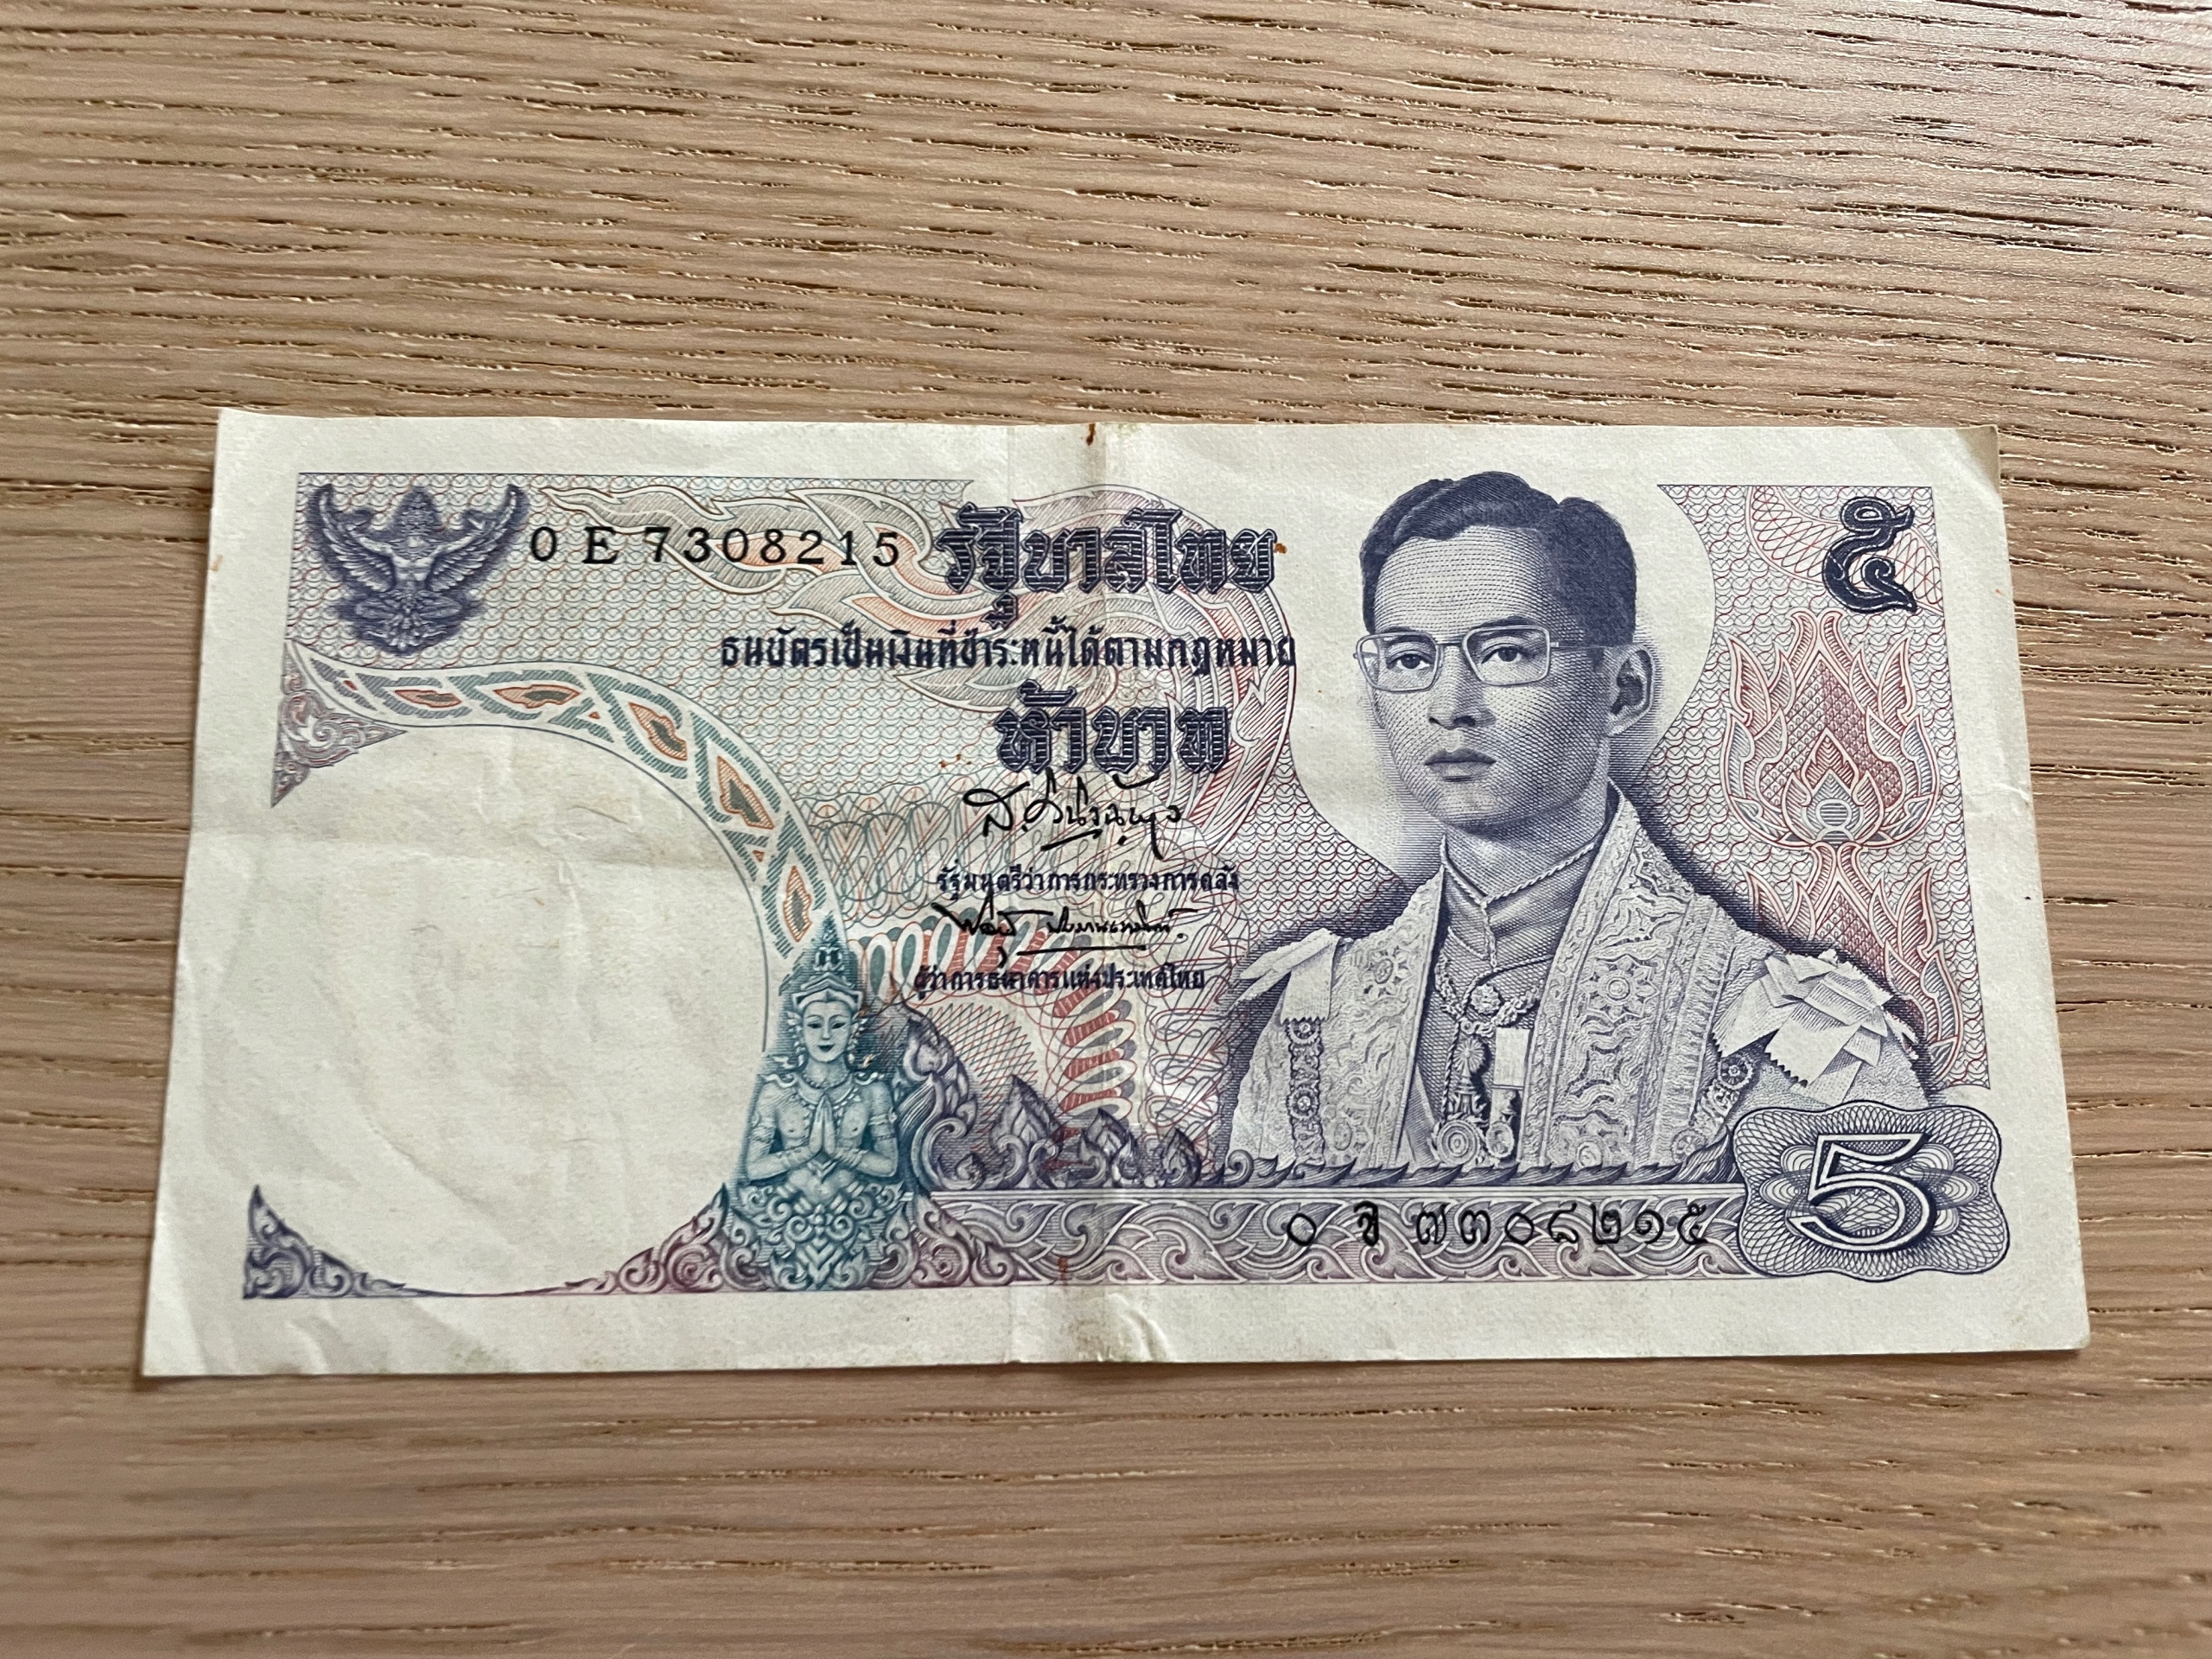 0 E 7308215
รัฐบาลไทย
๕
ธนบัตรเป็นเงินที่ชำระหนี้ได้ตามกฎหมาย
ห้าบาท
รัฐมนตรีว่าการกระทรวงการคลัง
ผู้ว่าการธนาคารแห่งประเทศไทย
๐ จ ๗๓๐๘๒๑๕
5